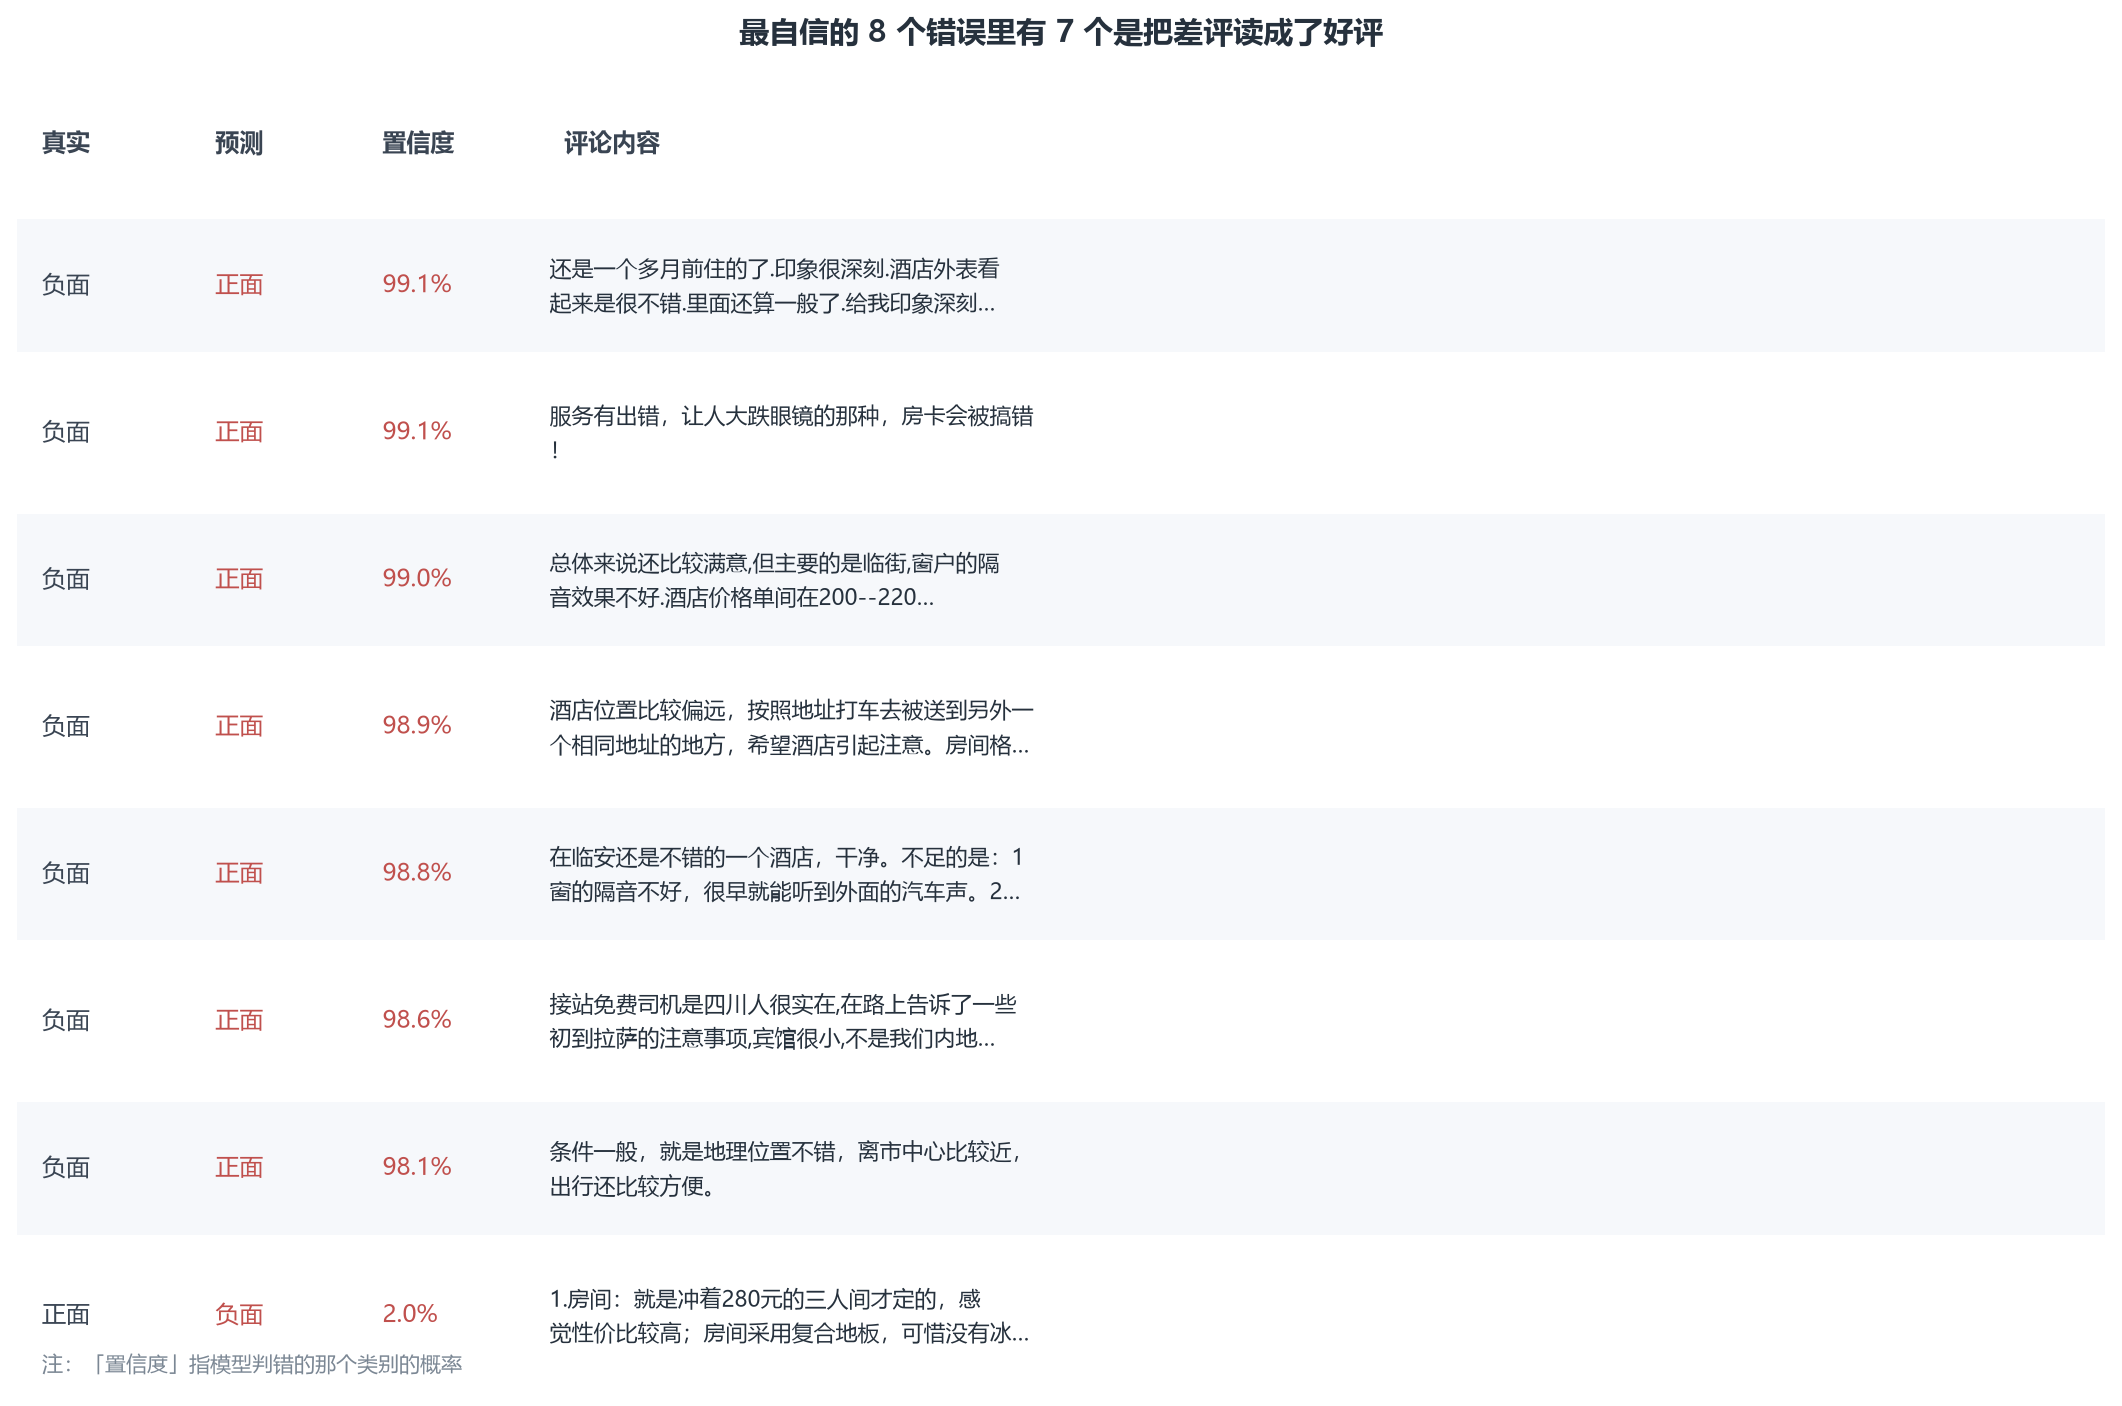 最自信的 8 个错误里有 7 个是把差评读成了好评
真实 预测 置信度 评论内容
负面 正面 99.1% 还是一个多月前住的了.印象很深刻.酒店外表看
起来是很不错.里面还算一般了.给我印象深刻...
负面 正面 99.1% 服务有出错，让人大跌眼镜的那种，房卡会被搞错
！
负面 正面 99.0% 总体来说还比较满意,但主要的是临街,窗户的隔
音效果不好.酒店价格单间在200--220...
负面 正面 98.9% 酒店位置比较偏远，按照地址打车去被送到另外一
个相同地址的地方，希望酒店引起注意。房间格...
负面 正面 98.8% 在临安还是不错的一个酒店，干净。不足的是：1
窗的隔音不好，很早就能听到外面的汽车声。2...
负面 正面 98.6% 接站免费司机是四川人很实在,在路上告诉了一些
初到拉萨的注意事项,宾馆很小,不是我们内地...
负面 正面 98.1% 条件一般，就是地理位置不错，离市中心比较近，
出行还比较方便。
正面 负面 2.0% 1.房间：就是冲着280元的三人间才定的，感
觉性价比较高；房间采用复合地板，可惜没有冰...
注：「置信度」指模型判错的那个类别的概率